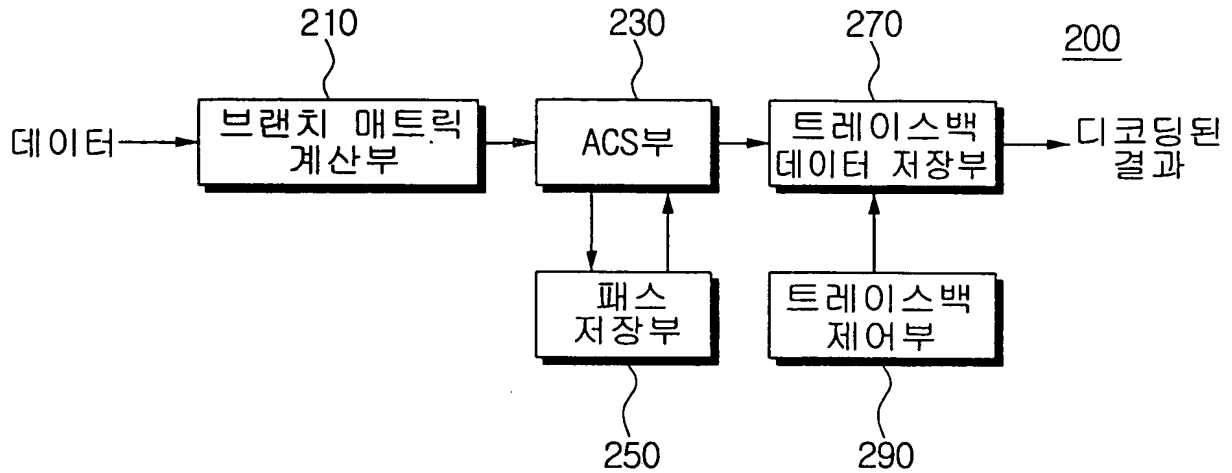 210
230
270
200
데이터
브랜치 매트릭
계산부
ACS부
트레이스백
데이터 저장부
디코딩된
결과
패스
저장부
트레이스백
제어부
250
290